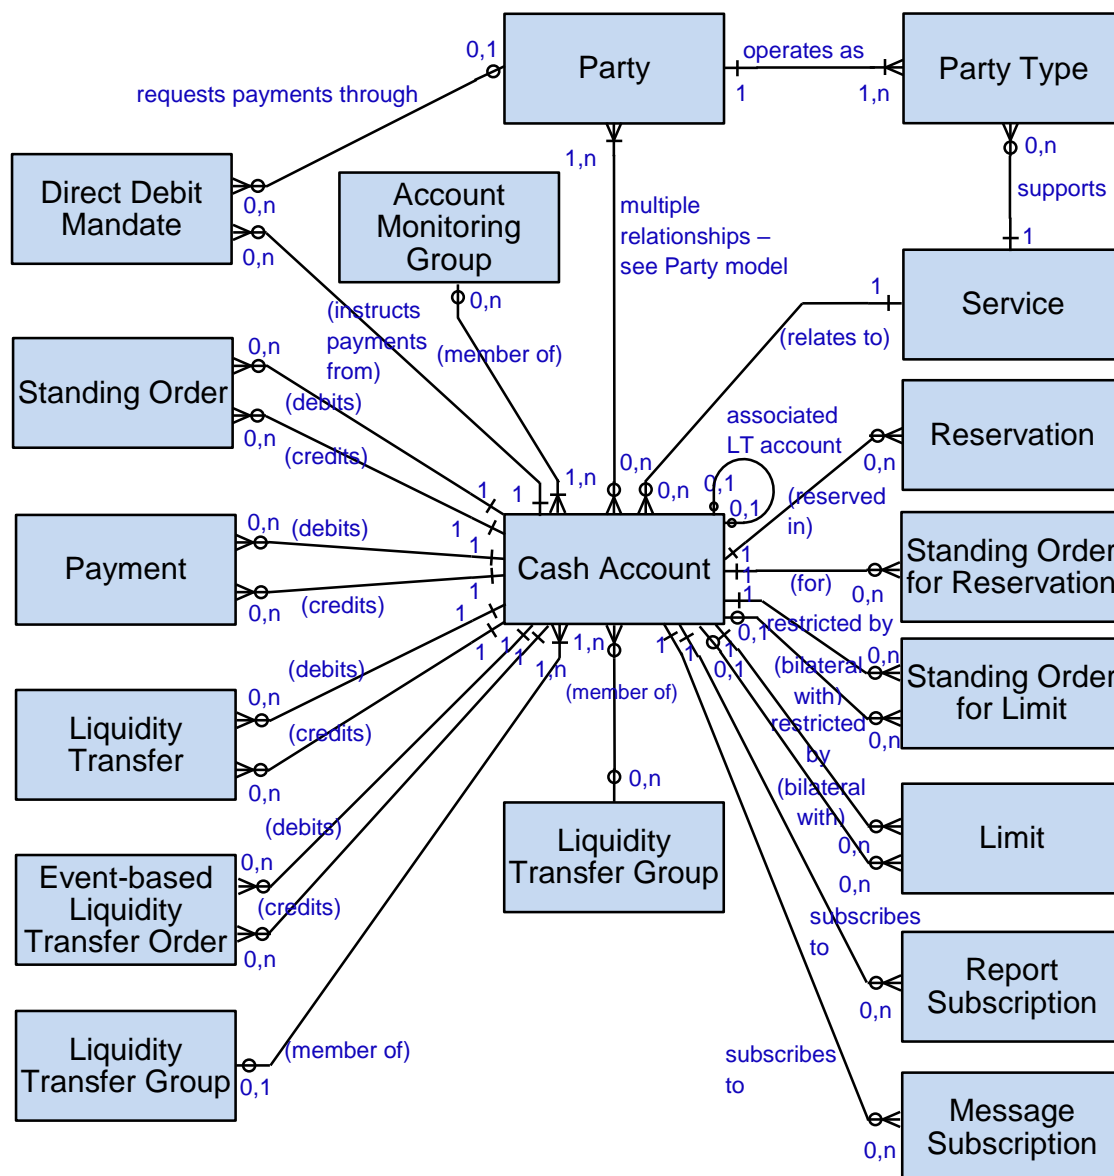 0,1
Party
operates as
1
1,n
Party Type
requests payments through
1,n
0,n
supports
1
Direct Debit
Mandate
0,n
0,n
Account
Monitoring
Group
0,n
multiple
relationships –
see Party model
1
Service
(relates to)
(instructs
payments
from)
(member of)
Standing Order
0,n
0,n
(debits)
(credits)
associated
LT account
0,1
0,1
Reservation
0,n
(reserved
in)
1
1
1
1,n
0,n
0,n
Cash Account
Payment
0,n
0,n
(debits)
(credits)
1
1
1
1
1
Standing Order
for Reservation
(for)
0,n
1
1
0,1
restricted by
0,n
(bilateral
with)
0,n
Standing Order
for Limit
Liquidity
Transfer
0,n
0,n
(debits)
(credits)
1
1
1
1,n
1,n
(member of)
0,n
Liquidity
Transfer Group
1
1
0,1
1
restricted
by
(bilateral
with)
0,n
0,n
Limit
Event-based
Liquidity
Transfer Order
0,n
0,n
(debits)
(credits)
subscribes
to
0,n
Report
Subscription
Liquidity
Transfer Group
0,1
(member of)
subscribes
to
0,n
Message
Subscription